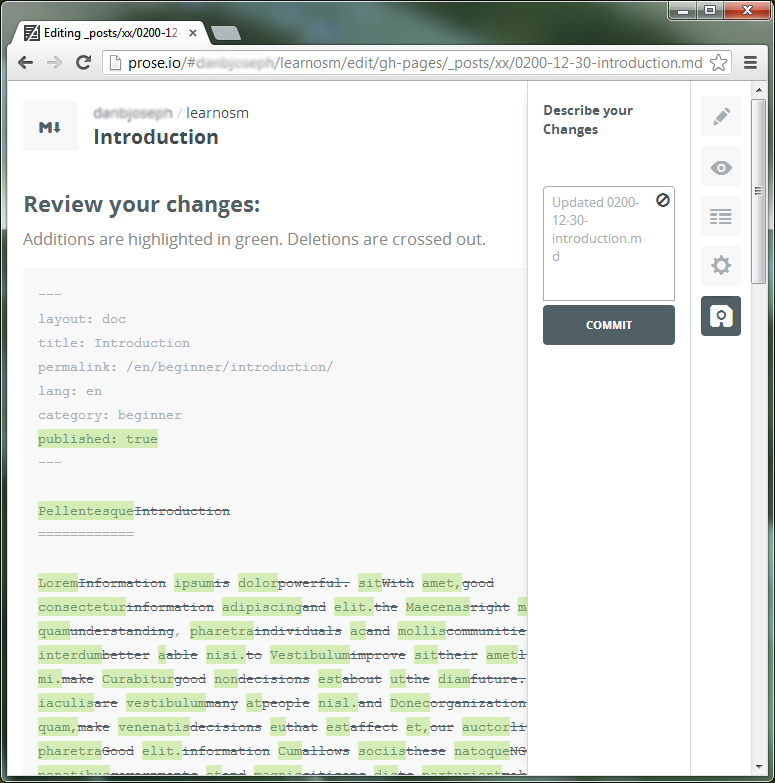 Editing _posts/xx/0200-12-
prose.io/#danbjoseph/learnosm/edit/gh-pages/_posts/xx/0200-12-30-introduction.md
M↓
danbjoseph / learnosm
Introduction
Review your changes:
Additions are highlighted in green. Deletions are crossed out.
---
layout: doc
title: Introduction
permalink: /en/beginner/introduction/
lang: en
category: beginner
published: true
---
PellentesqueIntroduction
============
LoremInformation ipsumis dolorpowerful. sitWith amet,good
consecteturinformation adipiscingand elit.the Maecenasright m
quamunderstanding, pharetraindividuals acand molliscommunitie
interdumbetter aable nisi.to Vestibulumimprove sittheir ametl
mi.make Curabiturgood nondecisions estabout utthe diamfuture.
iaculisare vestibulummany atpeople nisl.and Donecorganization
quam,make venenatisdecisions euthat estaffect et,our auctorli
pharetraGood elit.information Cumallows sociisthese natoqueNG
Describe your
Changes
Updated 0200-
12-30-
introduction.m
d
COMMIT